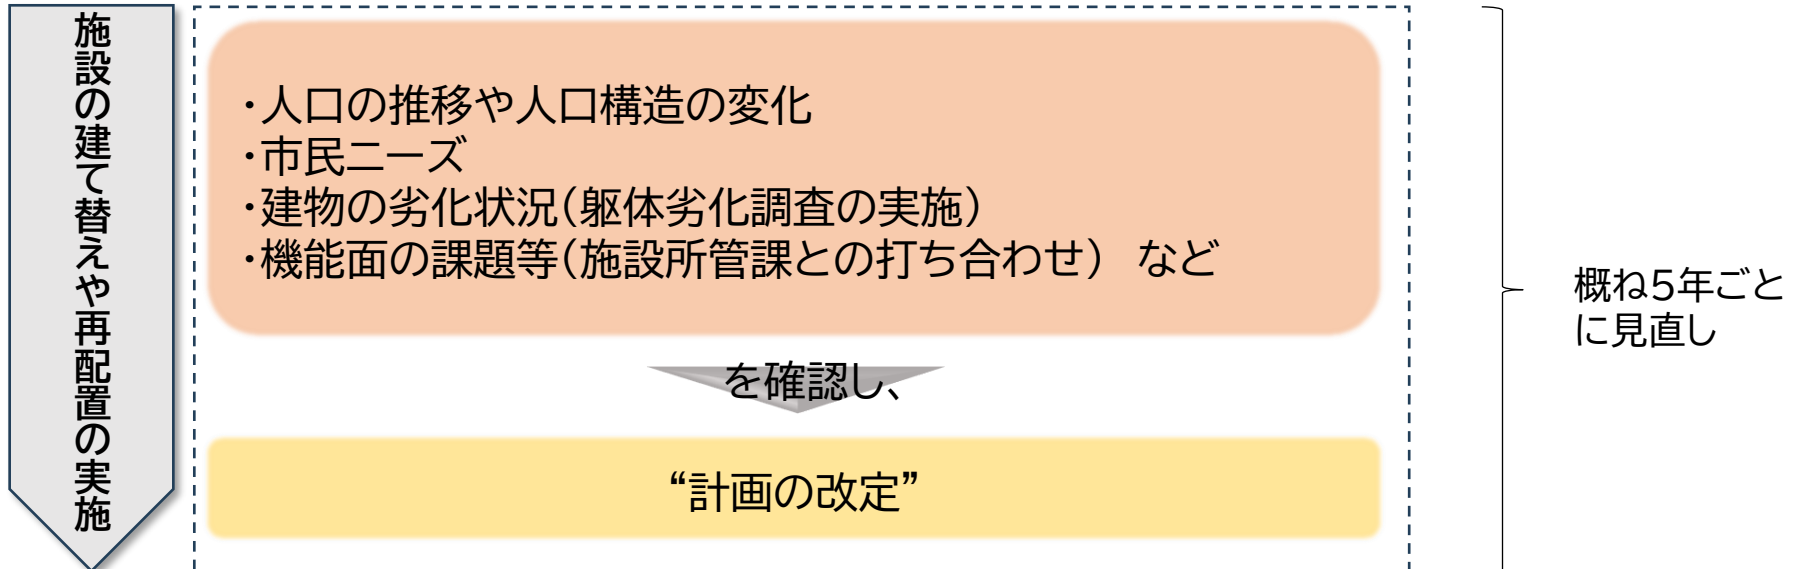 施設の建て替えや再配置の実施
・人口の推移や人口構造の変化
・市民ニーズ
・建物の劣化状況（躯体劣化調査の実施）
・機能面の課題等（施設所管課との打ち合わせ） など
を確認し、
“計画の改定”
概ね5年ごと
に見直し